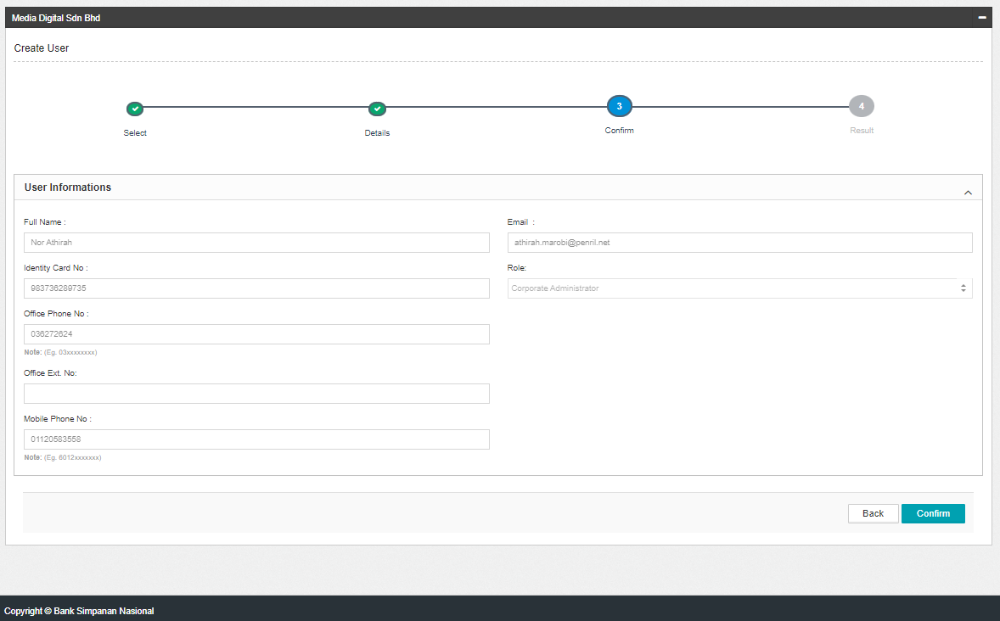 Media Digital Sdn Bhd
Create User
3
4
Select
Details
Confirm
Result
User Informations
Full Name :
Email :
Nor Athirah
athirah.marobi@penril.net
Identity Card No :
Role:
983736289735
Corporate Administrator
Office Phone No :
036272624
Note: (Eg. 03xxxxxxxx)
Office Ext. No:
Mobile Phone No :
01120583558
Note: (Eg. 6012xxxxxxx)
Back
Confirm
Copyright © Bank Simpanan Nasional